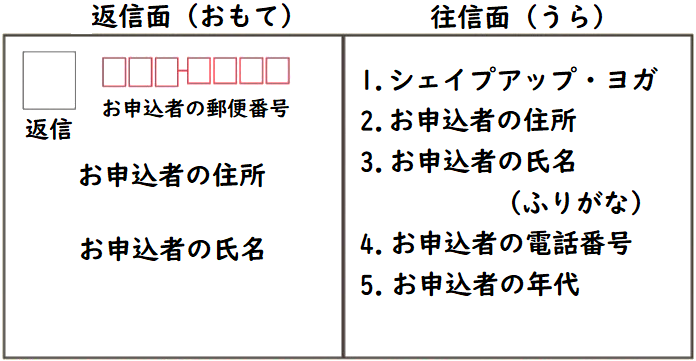 返信面（おもて）
返信
お申込者の郵便番号
お申込者の住所
お申込者の氏名
往信面（うら）
1. シェイプアップ・ヨガ
2. お申込者の住所
3. お申込者の氏名
（ふりがな）
4. お申込者の電話番号
5. お申込者の年代